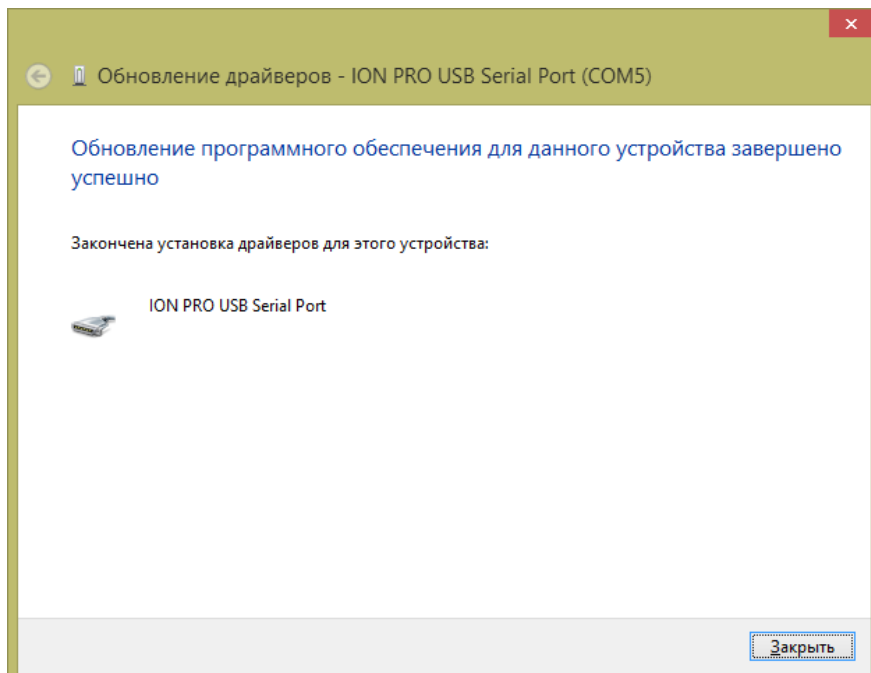 Обновление драйверов - ION PRO USB Serial Port (COM5)
Обновление программного обеспечения для данного устройства завершено
успешно
Закончена установка драйверов для этого устройства:
ION PRO USB Serial Port
Закрыть